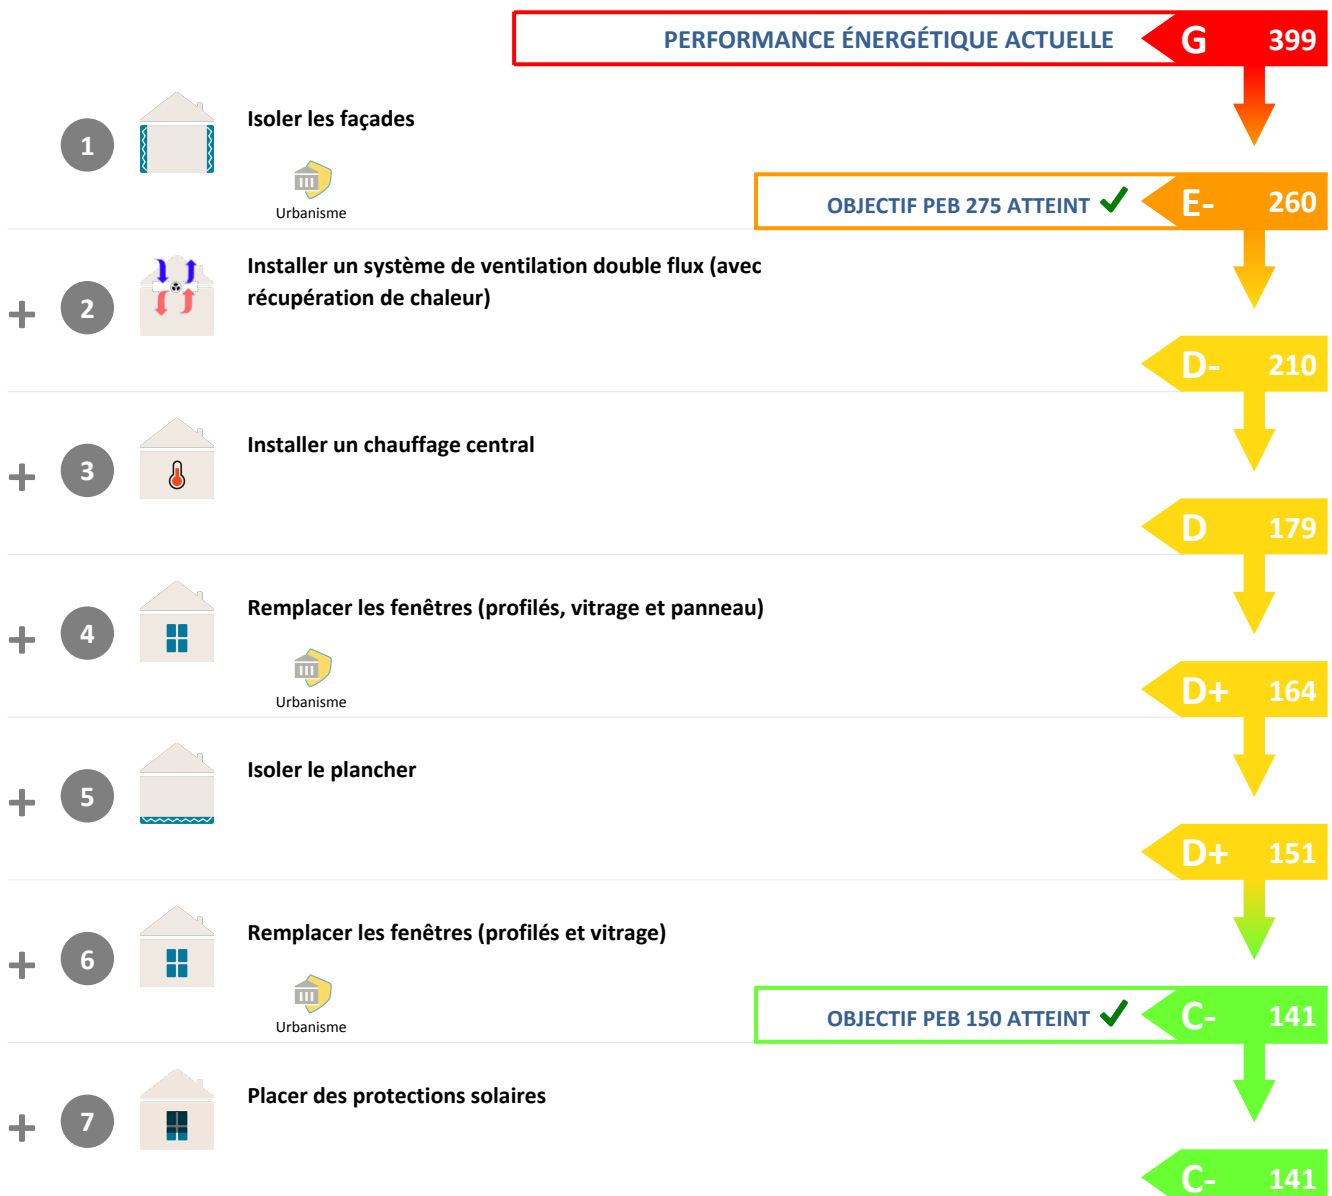 PERFORMANCE ÉNERGÉTIQUE ACTUELLE G 399
1 Isoler les façades
Urbanisme
OBJECTIF PEB 275 ATTEINT ✓ E- 260
+ 2 Installer un système de ventilation double flux (avec
récupération de chaleur)
D- 210
+ 3 Installer un chauffage central
D 179
+ 4 Remplacer les fenêtres (profilés, vitrage et panneau)
Urbanisme
D+ 164
+ 5 Isoler le plancher
D+ 151
+ 6 Remplacer les fenêtres (profilés et vitrage)
Urbanisme
OBJECTIF PEB 150 ATTEINT ✓ C- 141
+ 7 Placer des protections solaires
C- 141